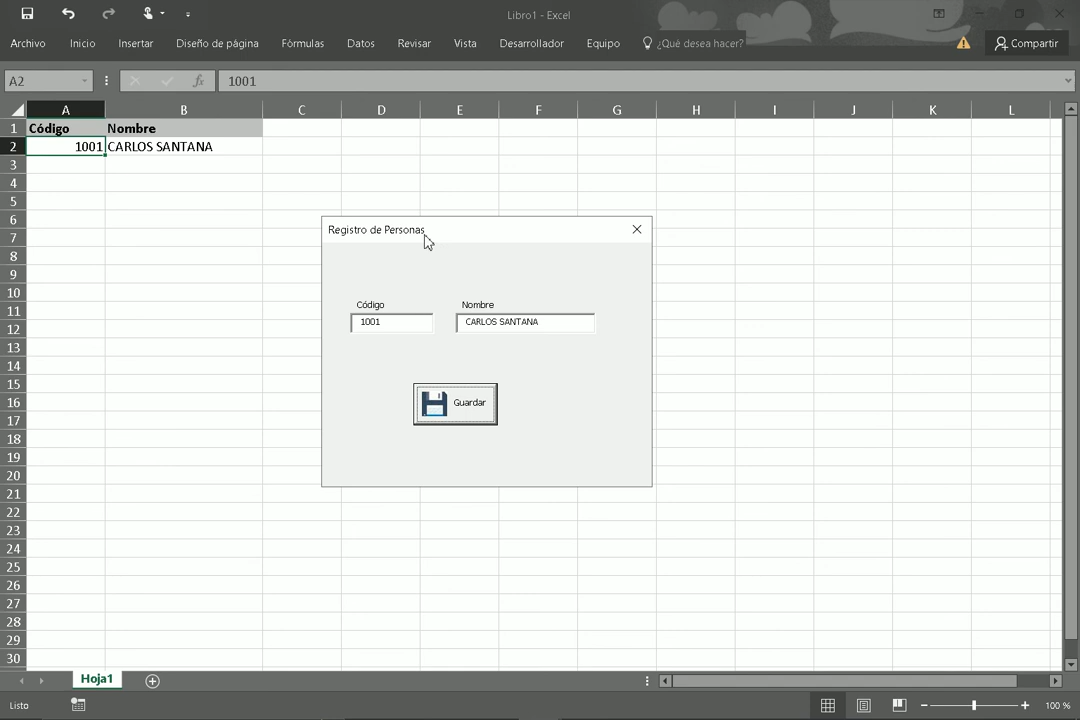 Libro1 - Excel
Archivo Inicio Insertar Diseño de página Fórmulas Datos Revisar Vista Desarrollador Equipo ¿Qué desea hacer? Compartir
A2 fx 1001
A B C D E F G H I J K L
1 Código Nombre
2 1001 CARLOS SANTANA
3
4
5
6
7
8
9
10
11
12
13
14
15
16
17
18
19
20
21
22
23
24
25
26
27
28
29
30
Registro de Personas
Código Nombre
1001 CARLOS SANTANA
Guardar
Hoja1
Listo 100 %